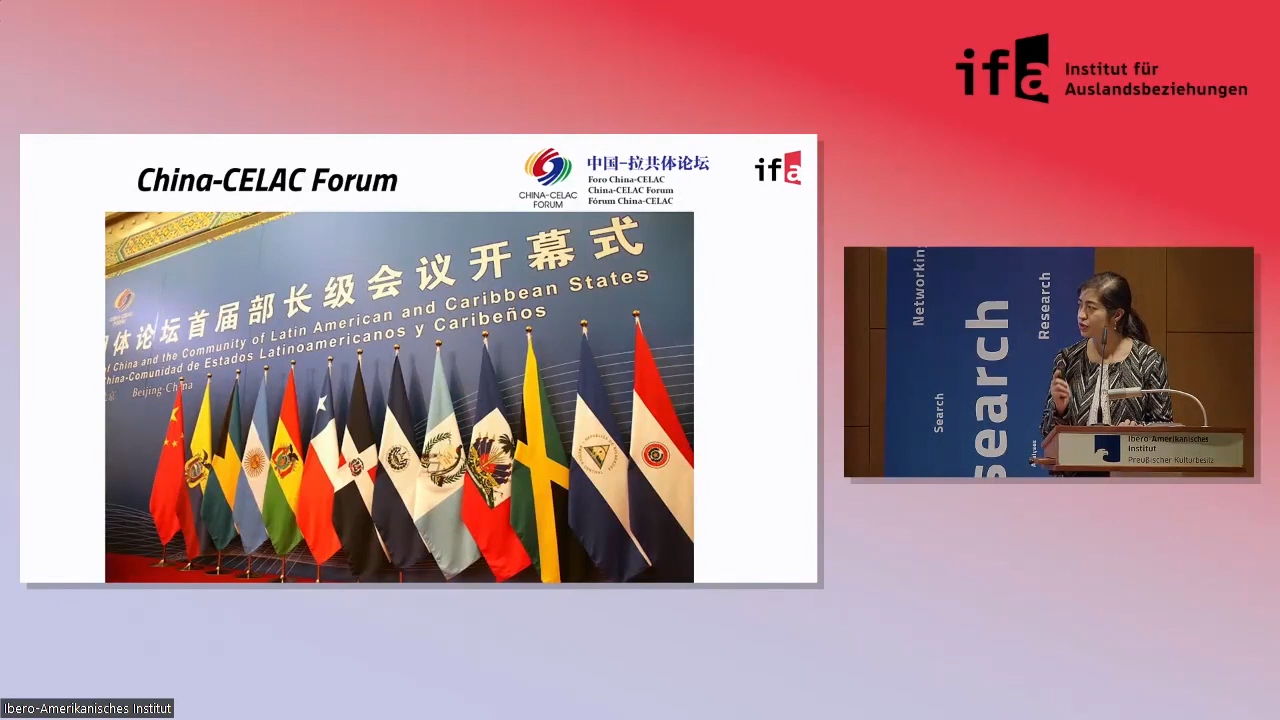 ifa Institut für
Auslandsbeziehungen
China-CELAC Forum
CHINA-CELAC
FORUM
中国-拉共体论坛
Foro China-CELAC
China-CELAC Forum
Fórum China-CELAC
ifa
体论坛首届部长级会议开幕式
of China and the Community of Latin American and Caribbean States
China-Comunidad de Estados Latinoamericanos y Caribeños
Beijing-China
Networking
Research
search
Search
Ibero-Amerikanisches
Institut
Preußischer Kulturbesitz
Ibero-Amerikanisches Institut